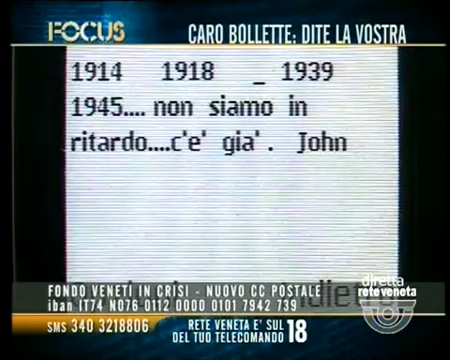 FOCUS
CARO BOLLETTE: DITE LA VOSTRA
1914 1918 _ 1939
1945.... non siamo in
ritardo....c'e' gia'. John
FONDO VENETI IN CRISI - NUOVO CC POSTALE
iban IT74 N076 0112 0000 0101 7942 739
diretta
reteveneta
SMS 340 3218806
RETE VENETA E' SUL
DEL TUO TELECOMANDO 18